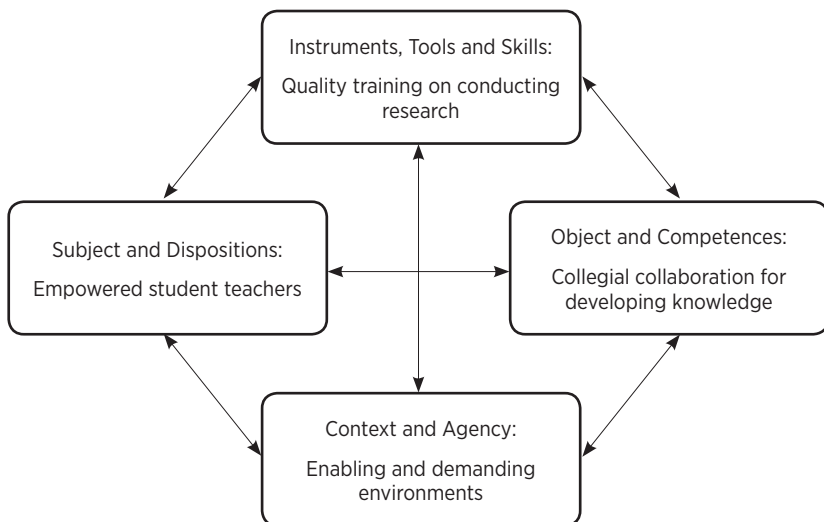 Instruments, Tools and Skills:
Quality training on conducting
research
Subject and Dispositions:
Empowered student teachers
Object and Competences:
Collegial collaboration for
developing knowledge
Context and Agency:
Enabling and demanding
environments